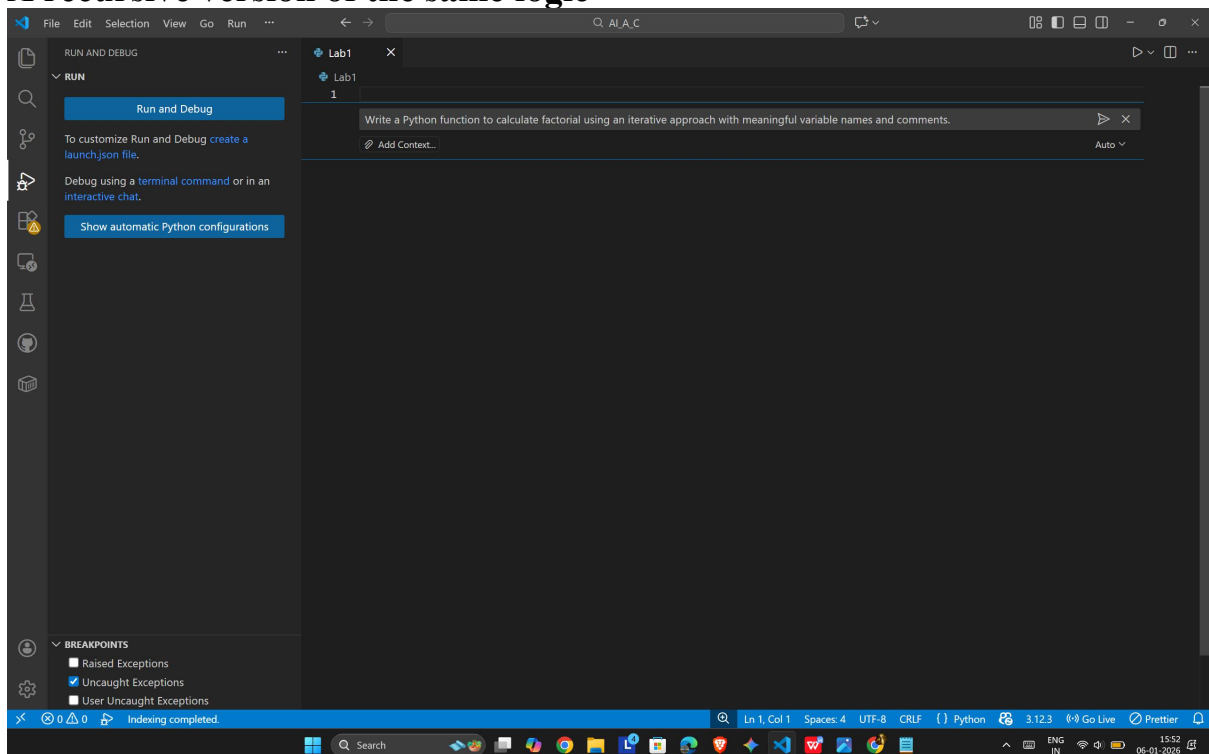 A recursive version of the same logic
File Edit Selection View Go Run ···
AI_A_C
RUN AND DEBUG ···
RUN
Run and Debug
To customize Run and Debug create a
launch.json file.
Debug using a terminal command or in an
interactive chat.
Show automatic Python configurations
Lab1
Lab1
1
Write a Python function to calculate factorial using an iterative approach with meaningful variable names and comments.
Add Context...
Auto
BREAKPOINTS
Raised Exceptions
Uncaught Exceptions
User Uncaught Exceptions
0 0 Indexing completed.
Ln 1, Col 1 Spaces: 4 UTF-8 CRLF { } Python 3.12.3 Go Live Prettier
Search
ENG
IN
15:52
06-01-2026